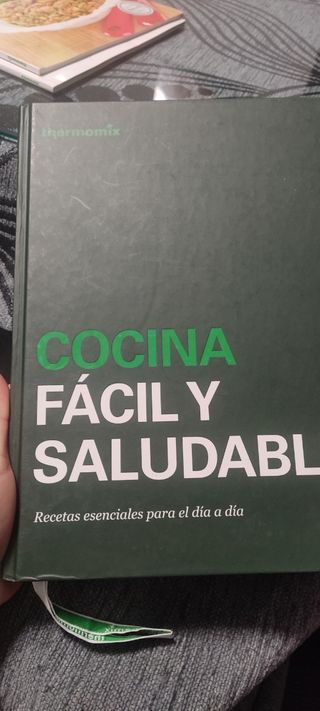 thermomix
COCINA
FÁCIL Y
SALUDABL
Recetas esenciales para el día a día